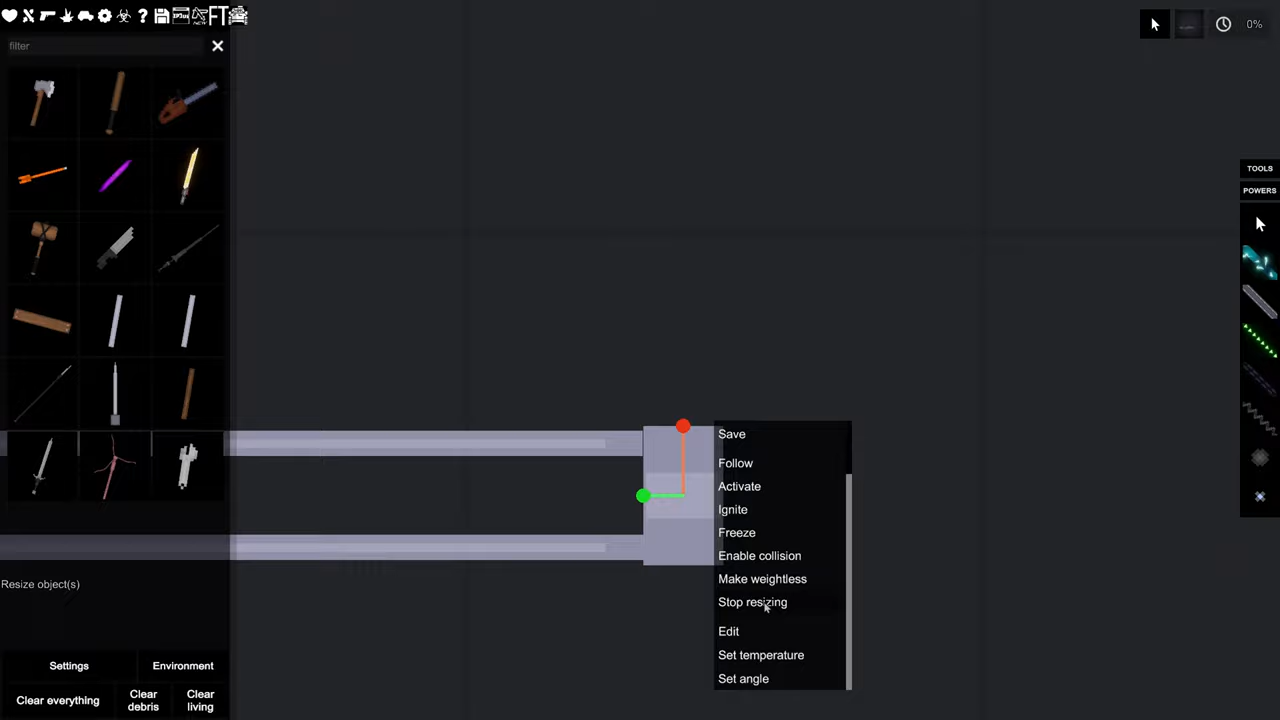 FT
filter
0%
TOOLS
POWERS
Save
Follow
Activate
Ignite
Freeze
Enable collision
Make weightless
Stop resizing
Edit
Set temperature
Set angle
Resize object(s)
Settings
Environment
Clear everything
Clear
debris
Clear
living